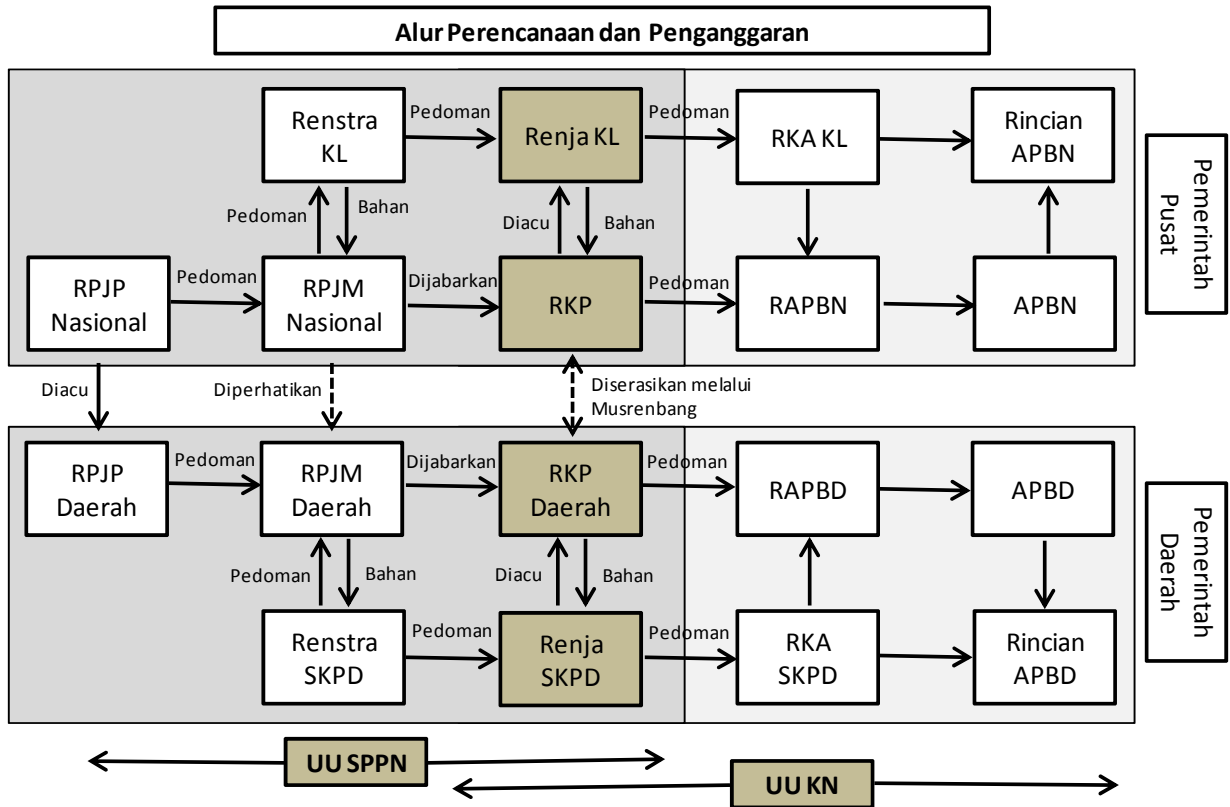 Alur Perencanaan dan Penganggaran
Renstra
KL
Pedoman
Renja KL
Pedoman
RKA KL
Rincian
APBN
Pedoman
Bahan
Diacu
Bahan
RPJP
Nasional
Pedoman
RPJM
Nasional
Dijabarkan
RKP
Pedoman
RAPBN
APBN
Pemerintah
Pusat
Diacu
Diperhatikan
Diserasikan melalui
Musrenbang
RPJP
Daerah
Pedoman
RPJM
Daerah
Dijabarkan
RKP
Daerah
Pedoman
RAPBD
APBD
Pedoman
Bahan
Diacu
Bahan
Renstra
SKPD
Pedoman
Renja
SKPD
Pedoman
RKA
SKPD
Rincian
APBD
Pemerintah
Daerah
UU SPPN
UU KN